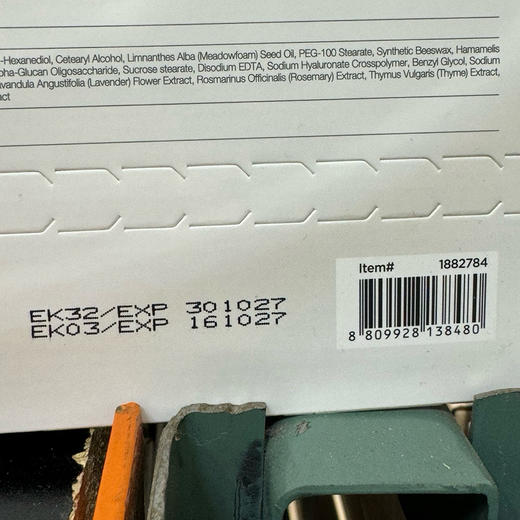 -Hexanediol, Cetearyl Alcohol, Limnanthes Alba (Meadowfoam) Seed Oil, PEG-100 Stearate, Synthetic Beeswax, Hamamelis
pha-Glucan Oligosaccharide, Sucrose stearate, Disodium EDTA, Sodium Hyaluronate Crosspolymer, Benzyl Glycol, Sodium
avandula Angustifolia (Lavender) Flower Extract, Rosmarinus Officinalis (Rosemary) Extract, Thymus Vulgaris (Thyme) Extract,
act
Item# 1882784
EK32/EXP 301027
EK03/EXP 161027
8 809928 138480